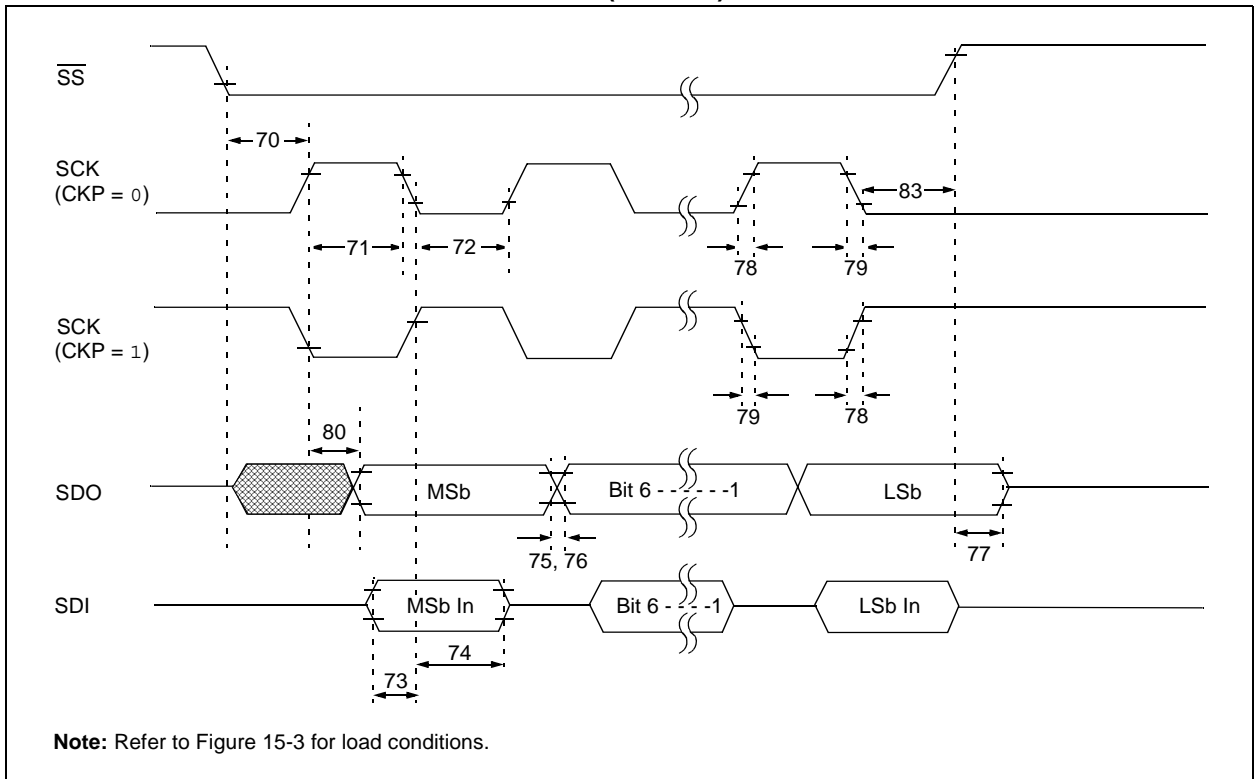 SS
70
SCK
(CKP = 0)
83
71
72
78
79
SCK
(CKP = 1)
79
78
80
SDO
MSb
Bit 6 - - - - - -1
LSb
75, 76
77
SDI
MSb In
Bit 6 - - - -1
LSb In
74
73
Note: Refer to Figure 15-3 for load conditions.